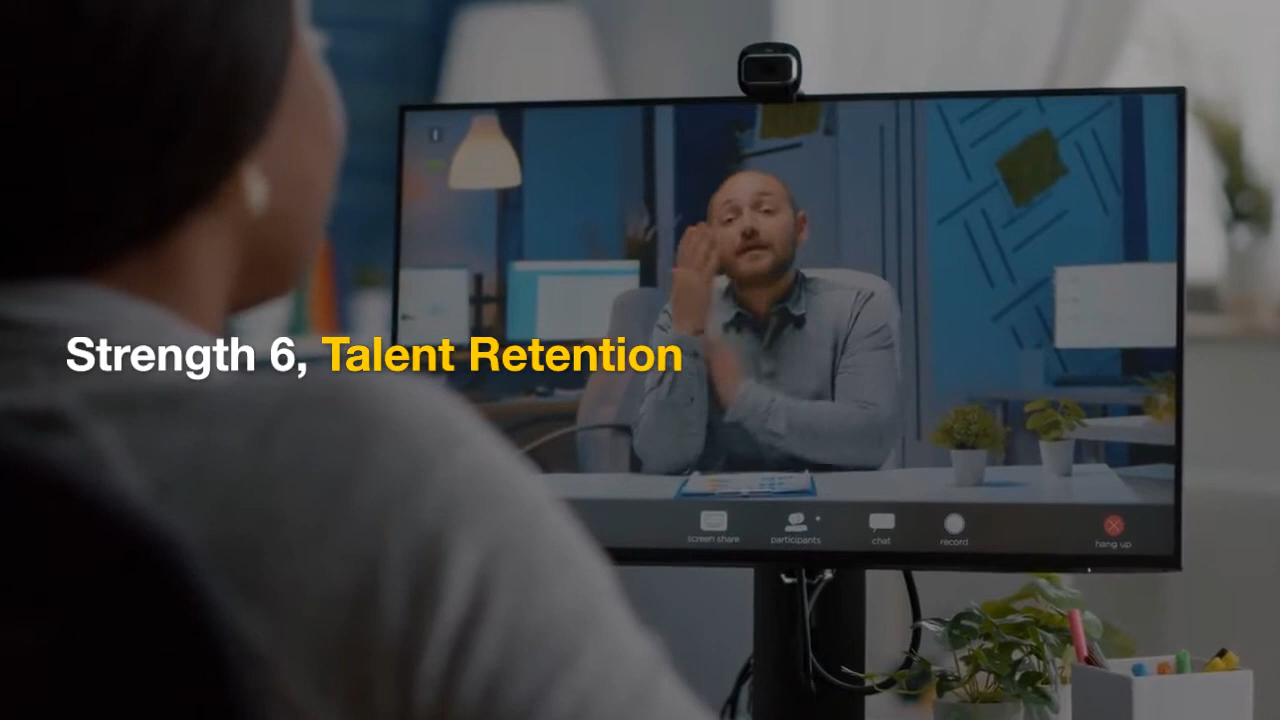 Strength 6, Talent Retention
screen share
participants
chat
record
hang up